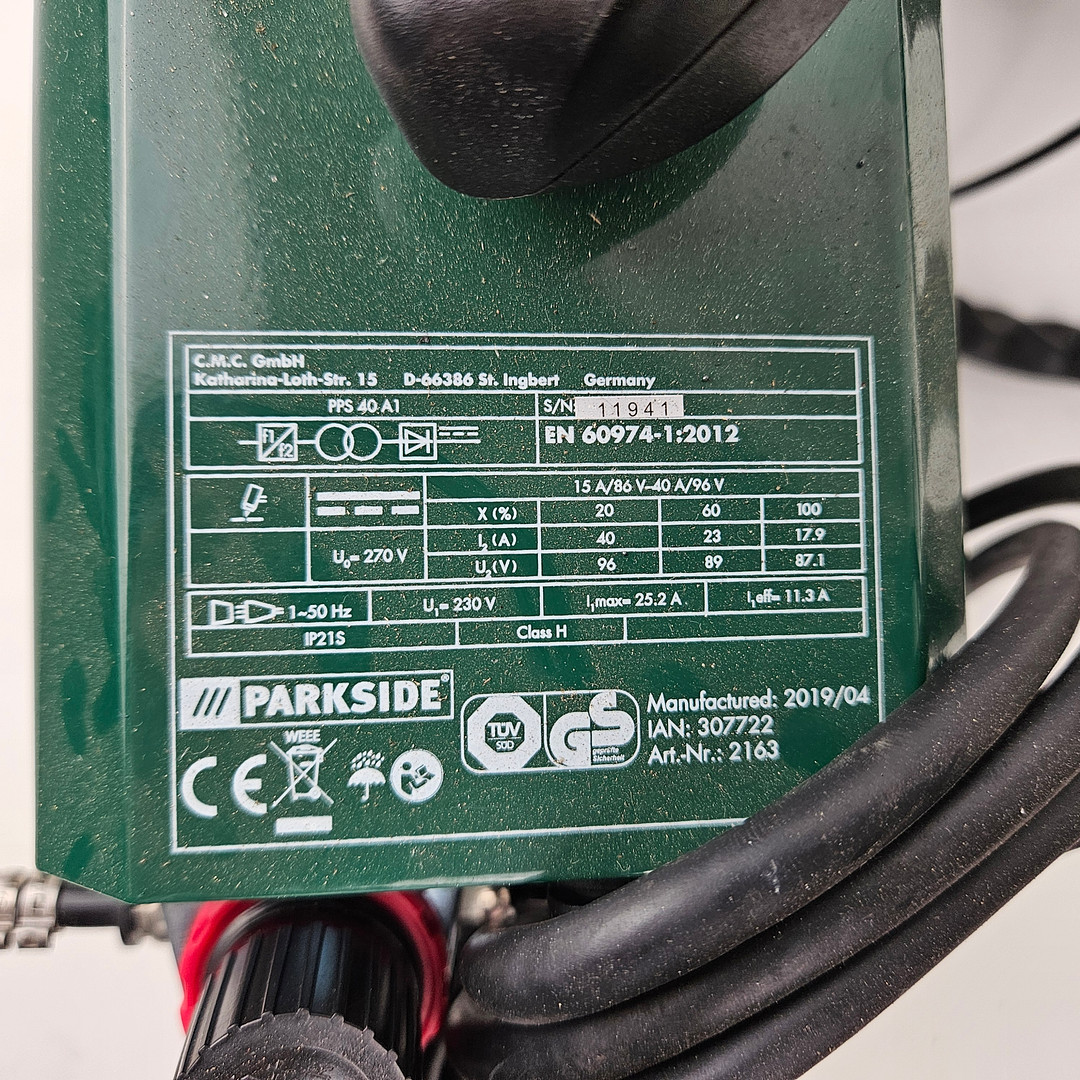 C.M.C. GmbH
Katharina-Loth-Str. 15 D-66386 St. Ingbert Germany
PPS 40 A1 S/N: 11941
f1 f2 EN 60974-1:2012
15 A/86 V–40 A/96 V
X (%) 20 60 100
I2 (A) 40 23 17.9
U0= 270 V
U2(V) 96 89 87.1
1~50 Hz U1= 230 V I1max= 25.2 A I1eff= 11.3 A
IP21S Class H
PARKSIDE®
Manufactured: 2019/04
IAN: 307722
Art.-Nr.: 2163
WEEE
CE
TÜV
SÜD
GS
geprüfte
Sicherheit